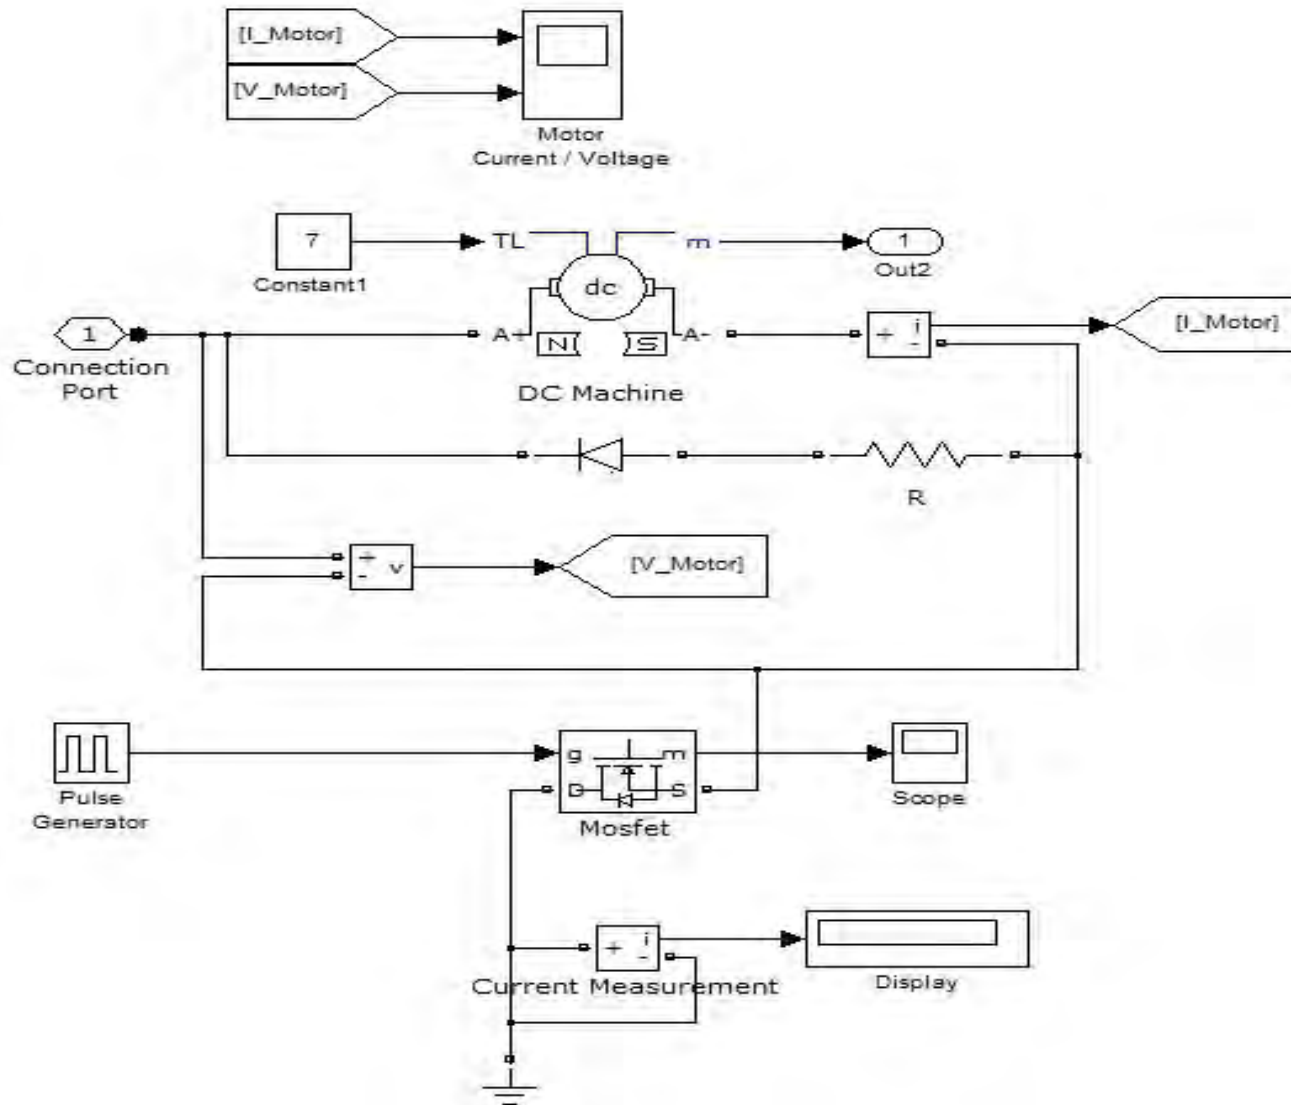 [I_Motor]
[V_Motor]
Motor
Current / Voltage
7
TL
m
1
Constant1
dc
Out2
1
A+
N
S
A-
+
i
-
[I_Motor]
Connection
Port
DC Machine
R
+
-
v
[V_Motor]
g
m
D
S
Pulse
Generator
Mosfet
Scope
+
i
-
Current Measurement
Display